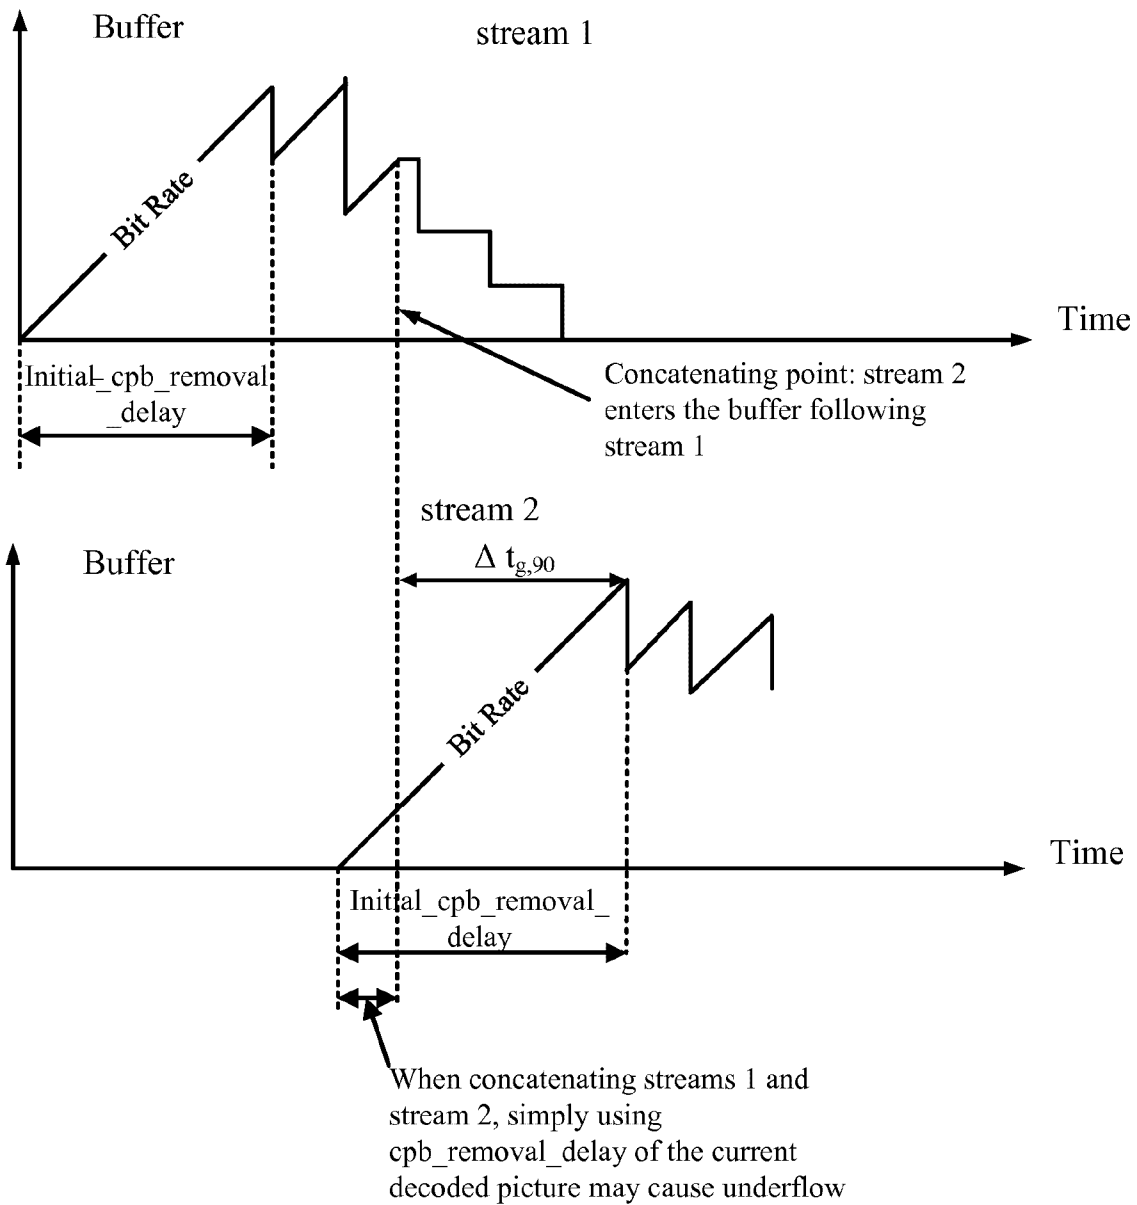 Buffer
stream 1
Bit Rate
Time
Initial_cpb_removal
_delay
Concatenating point: stream 2
enters the buffer following
stream 1
stream 2
Buffer
Δ tg,90
Bit Rate
Time
Initial_cpb_removal_
delay
When concatenating streams 1 and
stream 2, simply using
cpb_removal_delay of the current
decoded picture may cause underflow